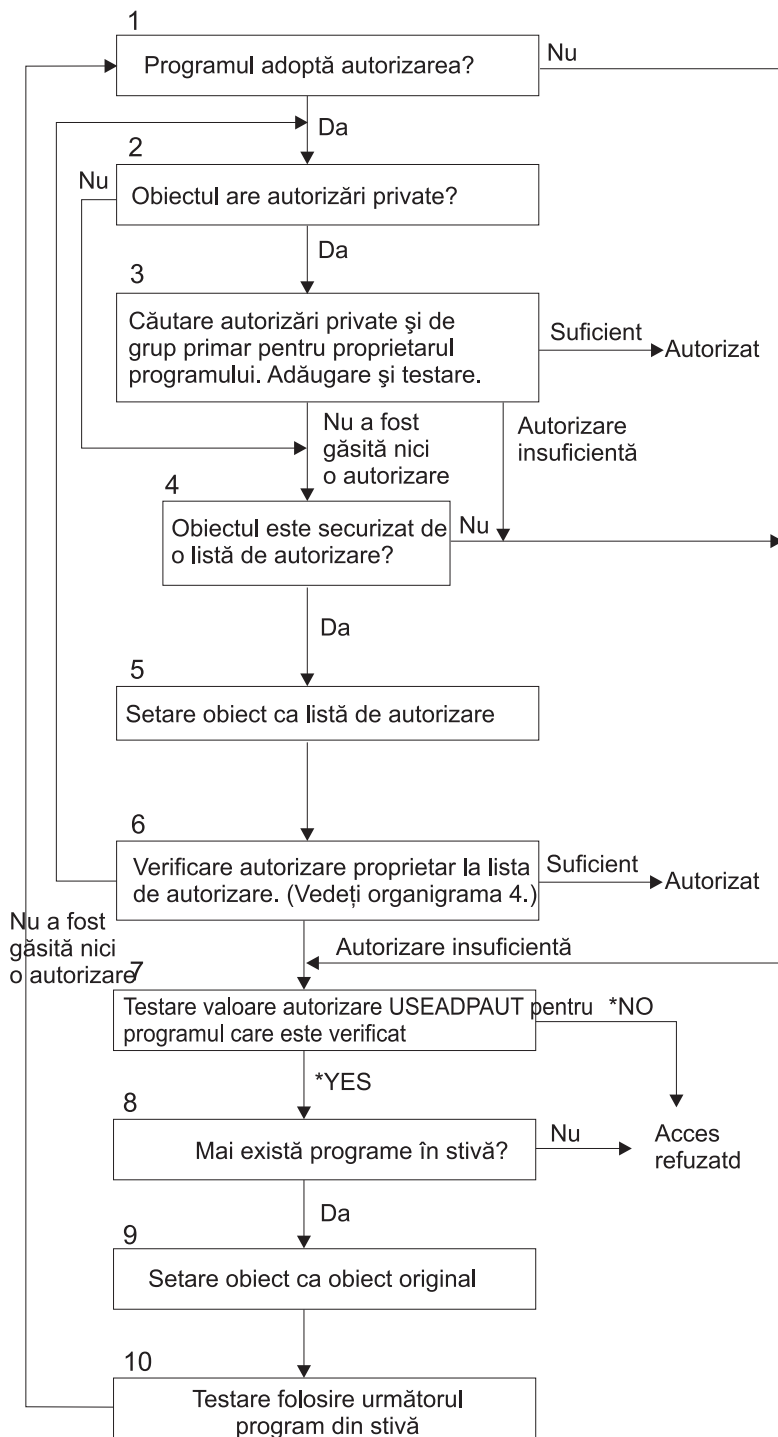 1
Programul adoptă autorizarea?
Nu
Da
2
Nu
Obiectul are autorizări private?
Da
3
Căutare autorizări private şi de
grup primar pentru proprietarul
programului. Adăugare şi testare.
Suficient
Autorizat
Nu a fost
găsită nici
o autorizare
Autorizare
insuficientă
4
Obiectul este securizat de
o listă de autorizare?
Nu
Da
5
Setare obiect ca listă de autorizare
6
Verificare autorizare proprietar la lista
de autorizare. (Vedeţi organigrama 4.)
Suficient
Autorizat
Nu a fost
găsită nici
o autorizare
Autorizare insuficientă
7
Testare valoare autorizare USEADPAUT pentru
programul care este verificat
*NO
*YES
8
Mai există programe în stivă?
Nu
Acces
refuzatd
Da
9
Setare obiect ca obiect original
10
Testare folosire următorul
program din stivă